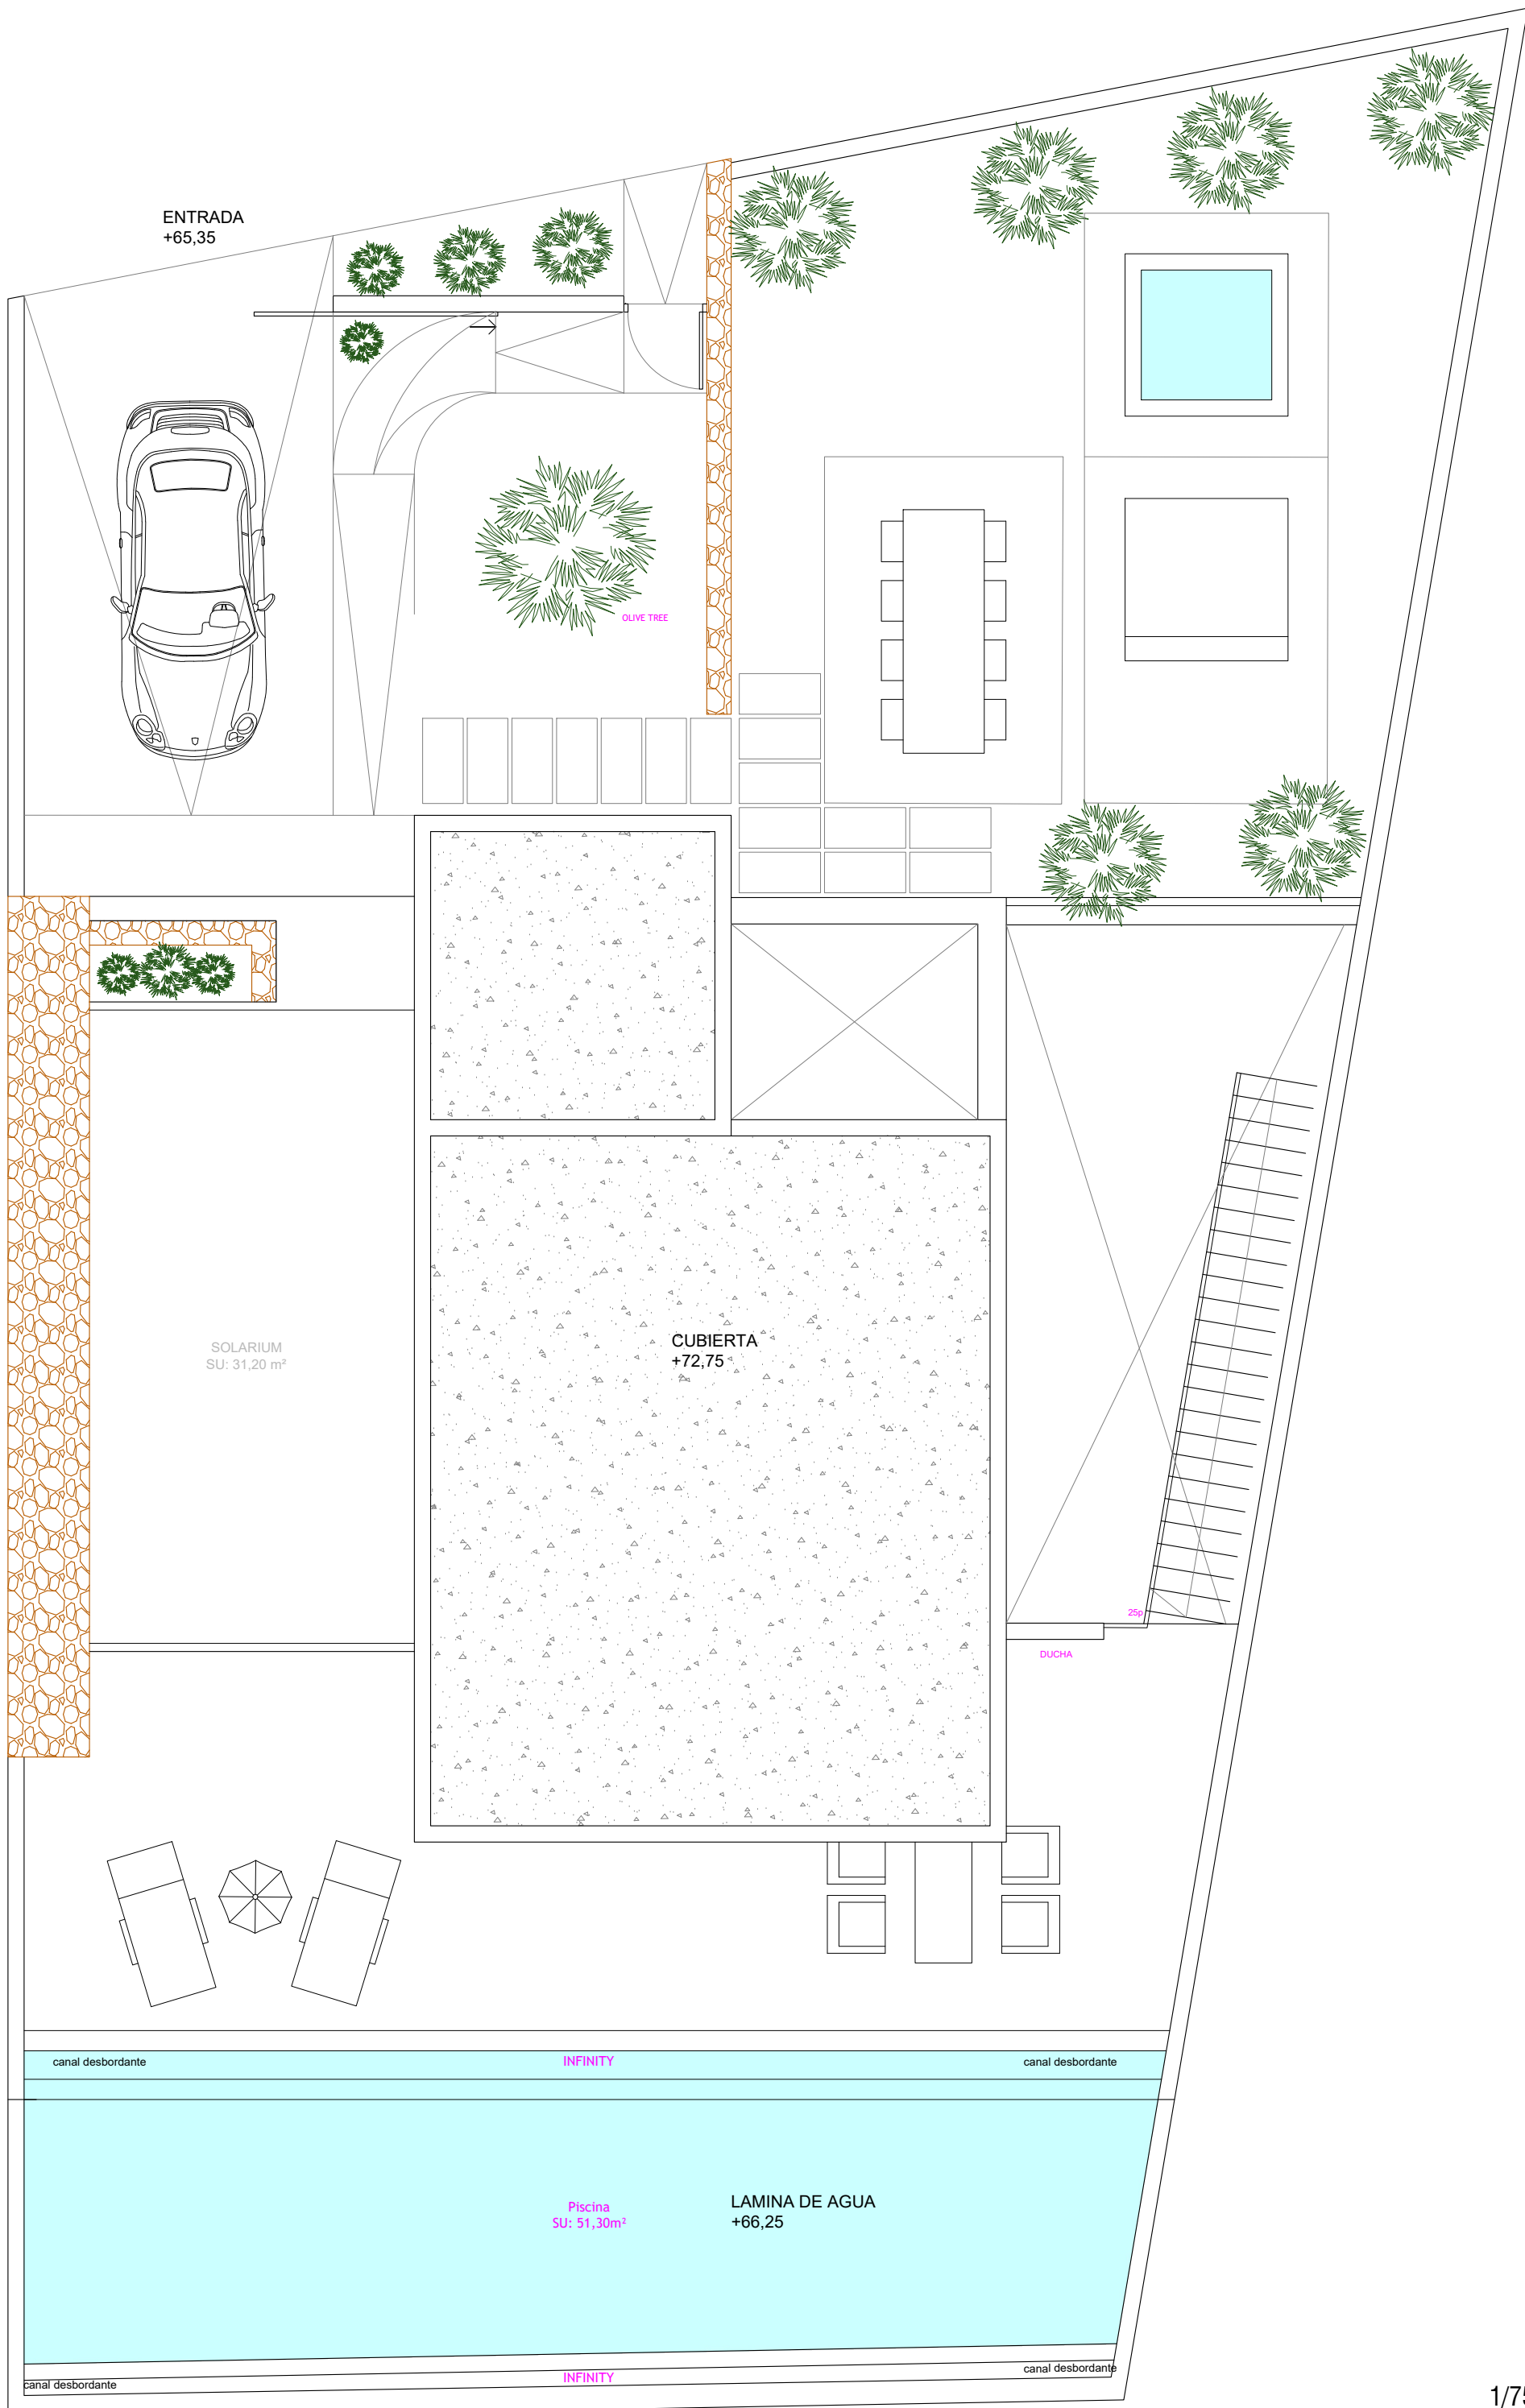 ENTRADA
+65,35
OLIVE TREE
SOLARIUM
SU: 31,20 m²
CUBIERTA
+72,75
25p
DUCHA
canal desbordante
INFINITY
canal desbordante
Piscina
SU: 51,30m²
LAMINA DE AGUA
+66,25
canal desbordante
INFINITY
canal desbordante